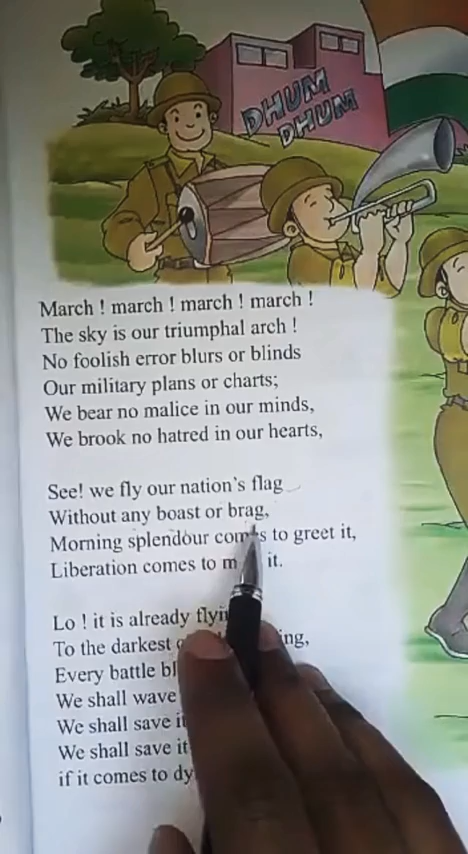 DHUM
DHUM
March ! march ! march ! march !
The sky is our triumphal arch !
No foolish error blurs or blinds
Our military plans or charts;
We bear no malice in our minds,
We brook no hatred in our hearts,
See! we fly our nation's flag
Without any boast or brag,
Morning splendour comes to greet it,
Liberation comes to m it.
Lo ! it is already flyi
To the darkest ing,
Every battle bl
We shall wave
We shall save it
We shall save it
if it comes to dy